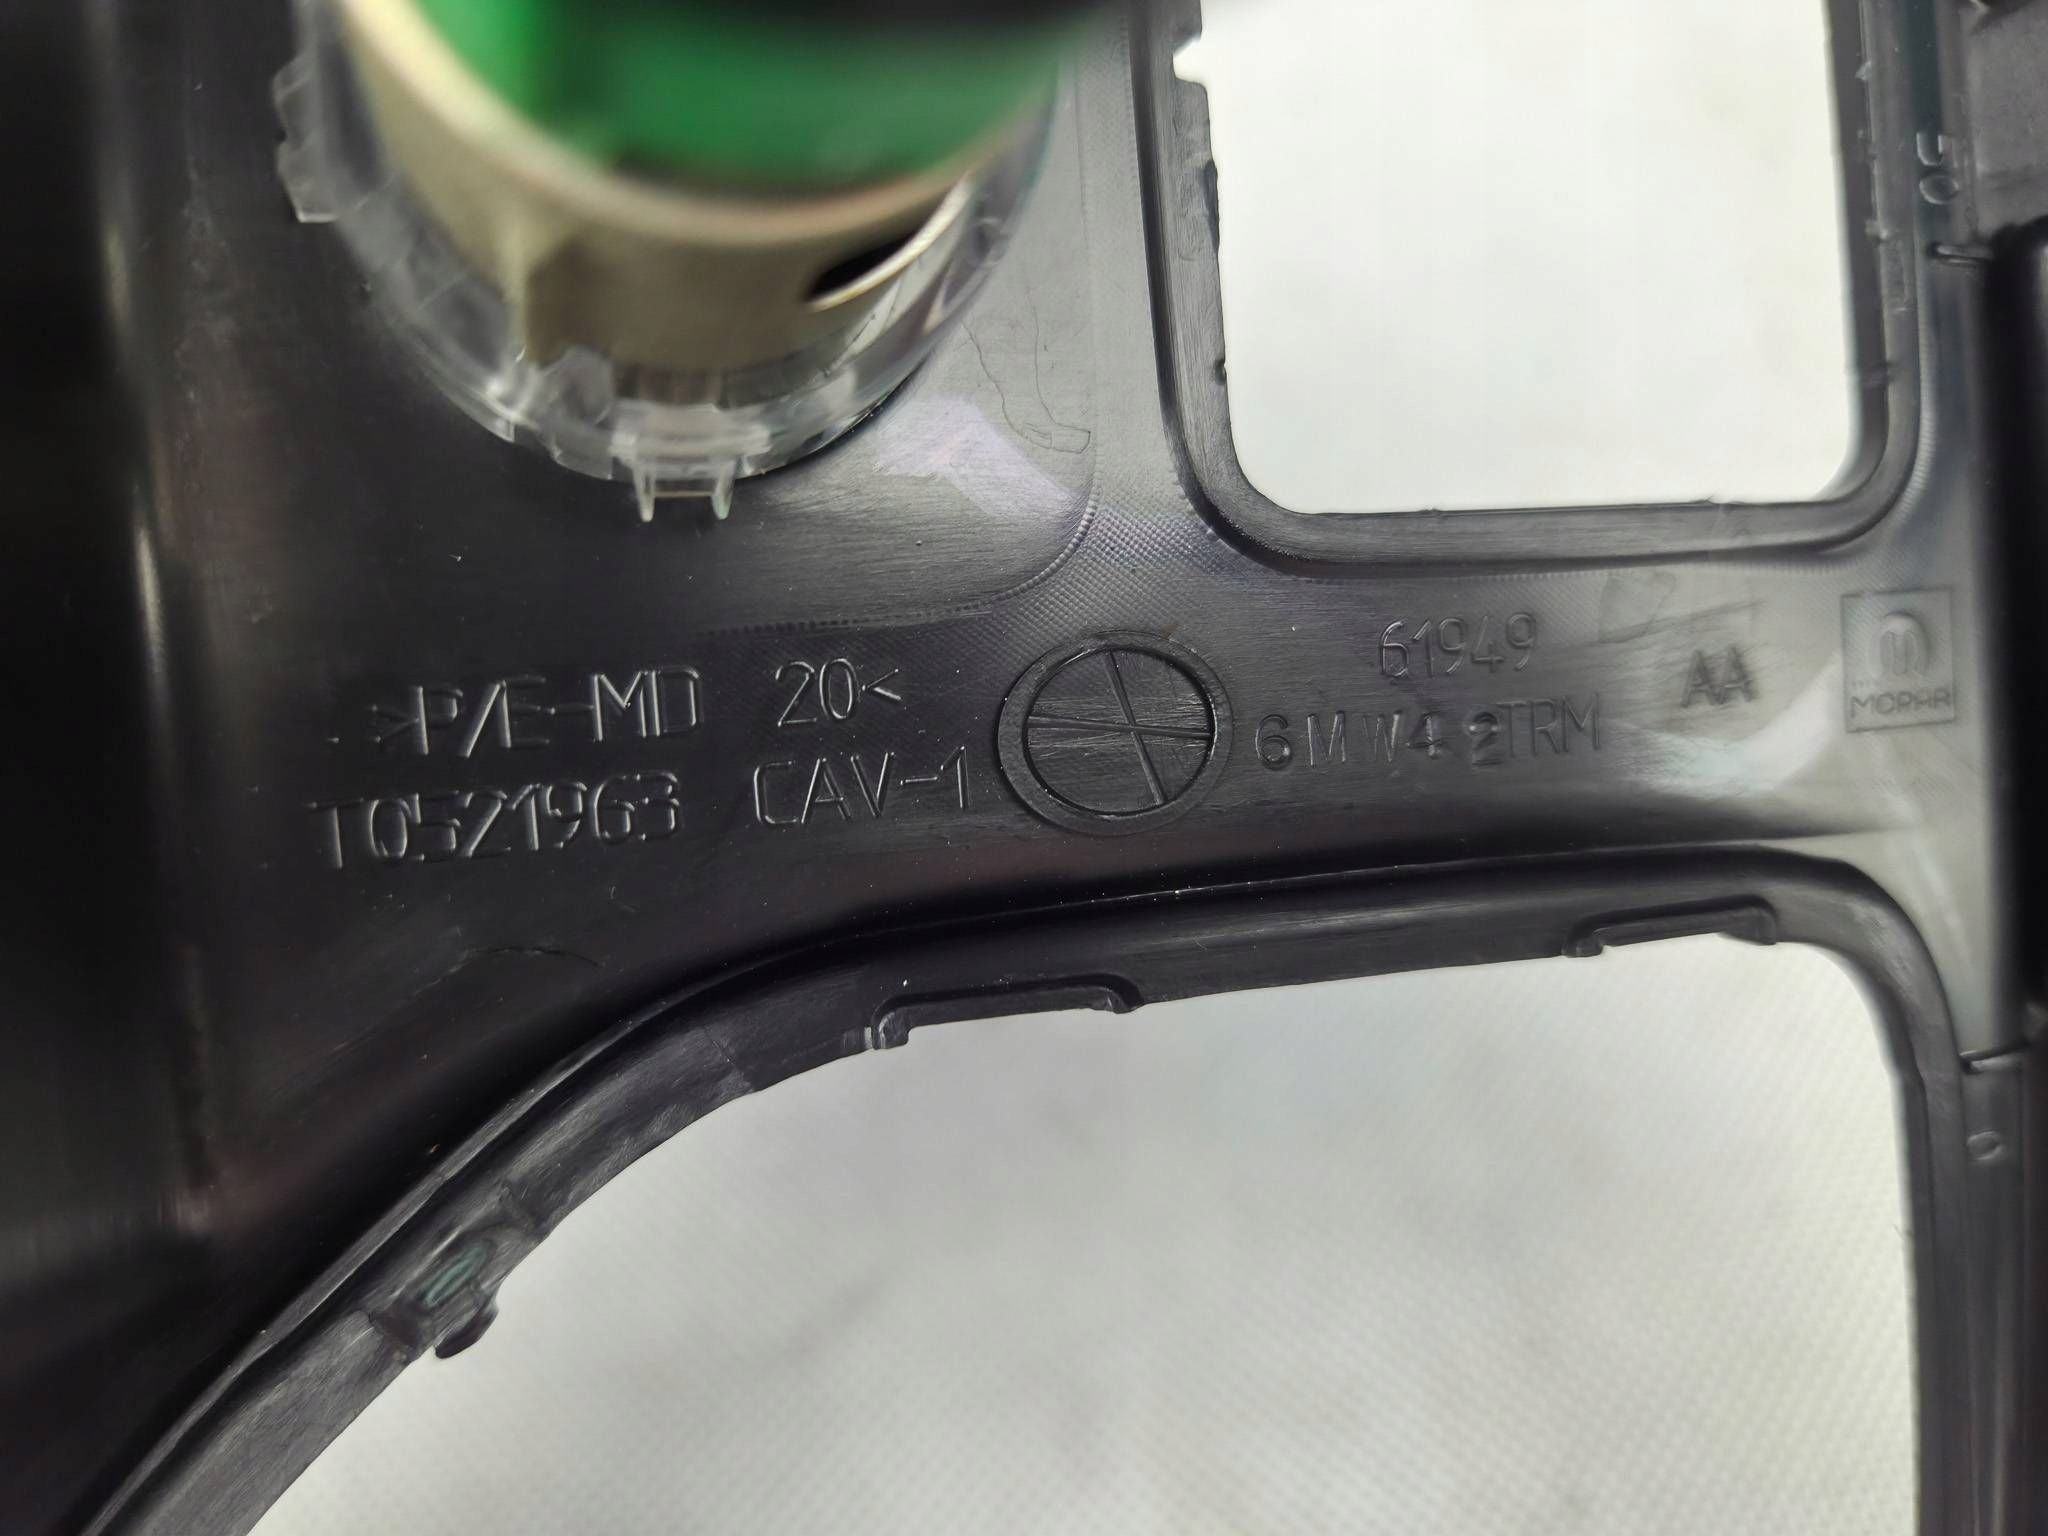 >P/E-MD 20<
T0521963 CAV-1
61949
6MW42TRM
AA
MOPAR